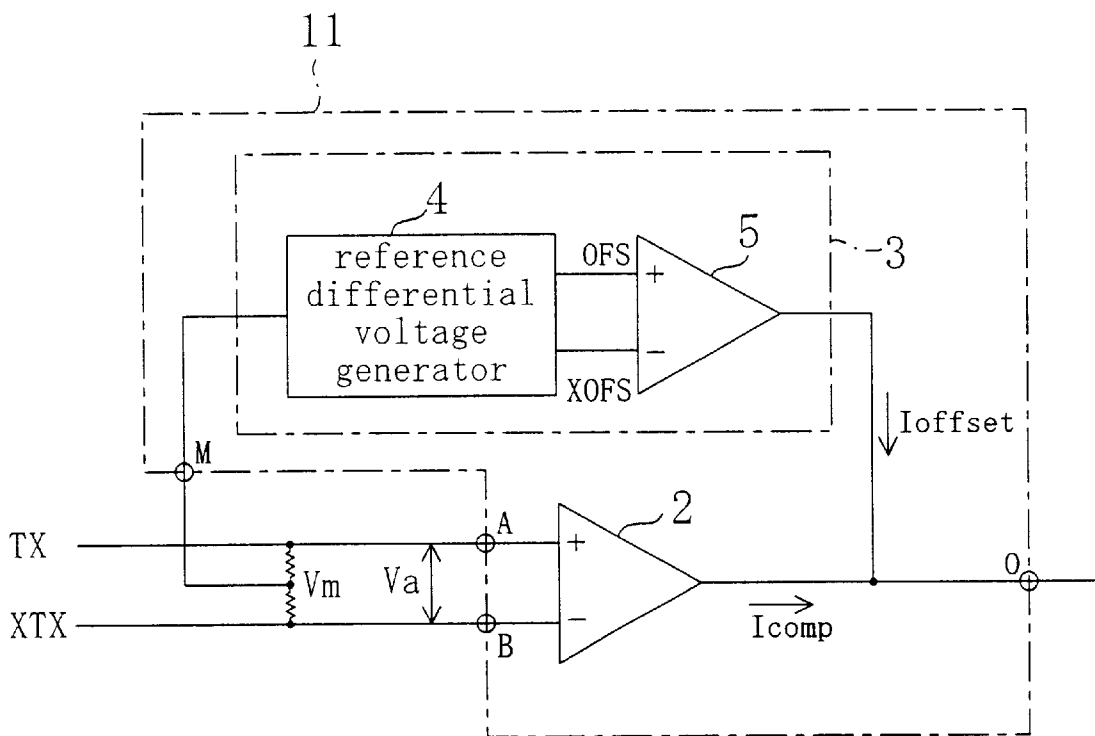 11
4
reference
differential
voltage
generator
OFS
XOFS
+
−
5
3
Ioffset
M
TX
XTX
Vm
Va
A
B
+
−
2
Icomp
O